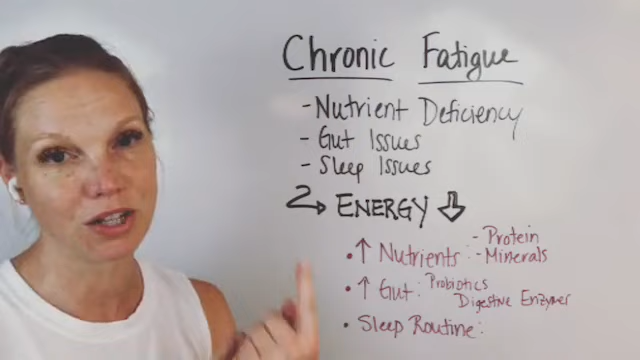 Chronic Fatigue
- Nutrient Deficiency
- Gut Issues
- Sleep Issues
ENERGY ↓
• ↑ Nutrients: - Protein
- Minerals
• ↑ Gut: Probiotics
Digestive Enzymes
• Sleep Routine: